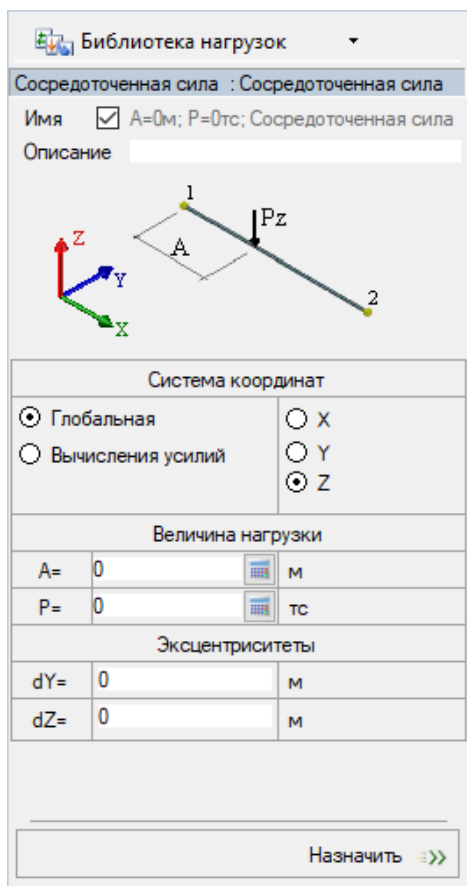 Библиотека нагрузок
Сосредоточенная сила : Сосредоточенная сила
Имя A=0м; P=0тс; Сосредоточенная сила
Описание
1
Pz
Z
A
Y
2
X
Система координат
Глобальная X
Вычисления усилий Y
Z
Величина нагрузки
A= 0 м
P= 0 тс
Эксцентриситеты
dY= 0 м
dZ= 0 м
Назначить